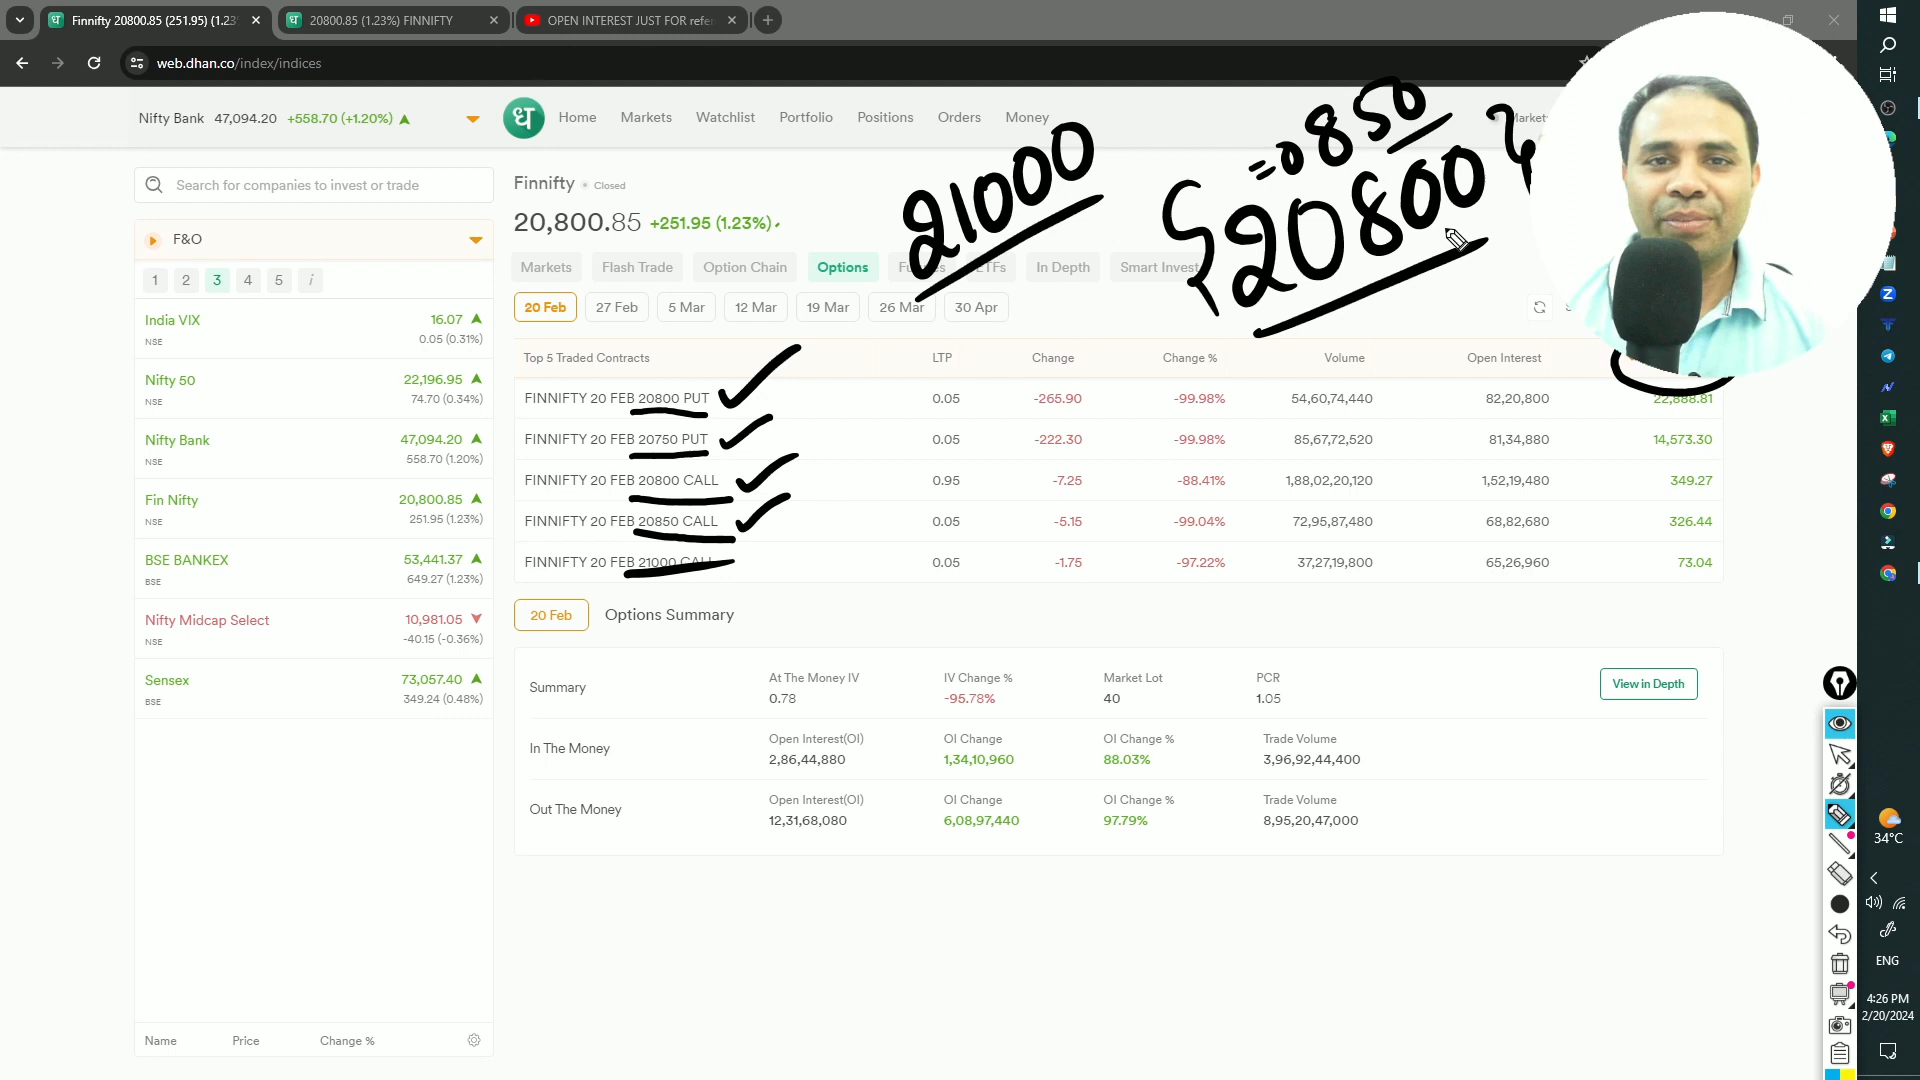 Finnifty 20800.85 (251.95) (1.23
20800.85 (1.23%) FINNIFTY
OPEN INTEREST JUST FOR refer
web.dhan.co/index/indices
Nifty Bank 47,094.20 +558.70 (+1.20%)
ध
Home Markets Watchlist Portfolio Positions Orders Money Market
Search for companies to invest or trade
F&O
1 2 3 4 5 i
India VIX 16.07
NSE 0.05 (0.31%)
Nifty 50 22,196.95
NSE 74.70 (0.34%)
Nifty Bank 47,094.20
NSE 558.70 (1.20%)
Fin Nifty 20,800.85
NSE 251.95 (1.23%)
BSE BANKEX 53,441.37
BSE 649.27 (1.23%)
Nifty Midcap Select 10,981.05
NSE -40.15 (-0.36%)
Sensex 73,057.40
BSE 349.24 (0.48%)
Name Price Change %
Finnifty Closed
20,800.85 +251.95 (1.23%)
21000
=0850
20800
Markets Flash Trade Option Chain Options Futures ETFs In Depth Smart Invest
20 Feb 27 Feb 5 Mar 12 Mar 19 Mar 26 Mar 30 Apr
Top 5 Traded Contracts LTP Change Change % Volume Open Interest
FINNIFTY 20 FEB 20800 PUT 0.05 -265.90 -99.98% 54,60,74,440 82,20,800 22,888.81
FINNIFTY 20 FEB 20750 PUT 0.05 -222.30 -99.98% 85,67,72,520 81,34,880 14,573.30
FINNIFTY 20 FEB 20800 CALL 0.95 -7.25 -88.41% 1,88,02,20,120 1,52,19,480 349.27
FINNIFTY 20 FEB 20850 CALL 0.05 -5.15 -99.04% 72,95,87,480 68,82,680 326.44
FINNIFTY 20 FEB 21000 CALL 0.05 -1.75 -97.22% 37,27,19,800 65,26,960 73.04
20 Feb Options Summary
Summary
At The Money IV IV Change % Market Lot PCR
0.78 -95.78% 40 1.05
View in Depth
In The Money
Open Interest(OI) OI Change OI Change % Trade Volume
2,86,44,880 1,34,10,960 88.03% 3,96,92,44,400
Out The Money
Open Interest(OI) OI Change OI Change % Trade Volume
12,31,68,080 6,08,97,440 97.79% 8,95,20,47,000
34°C
ENG
4:26 PM
2/20/2024